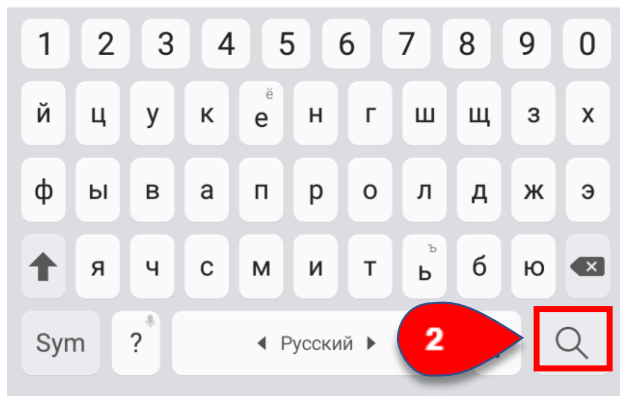 1 2 3 4 5 6 7 8 9 0
ё
й ц у к е н г ш щ з х
ф ы в а п р о л д ж э
ъ
я ч с м и т ь б ю
Sym ? Русский 2